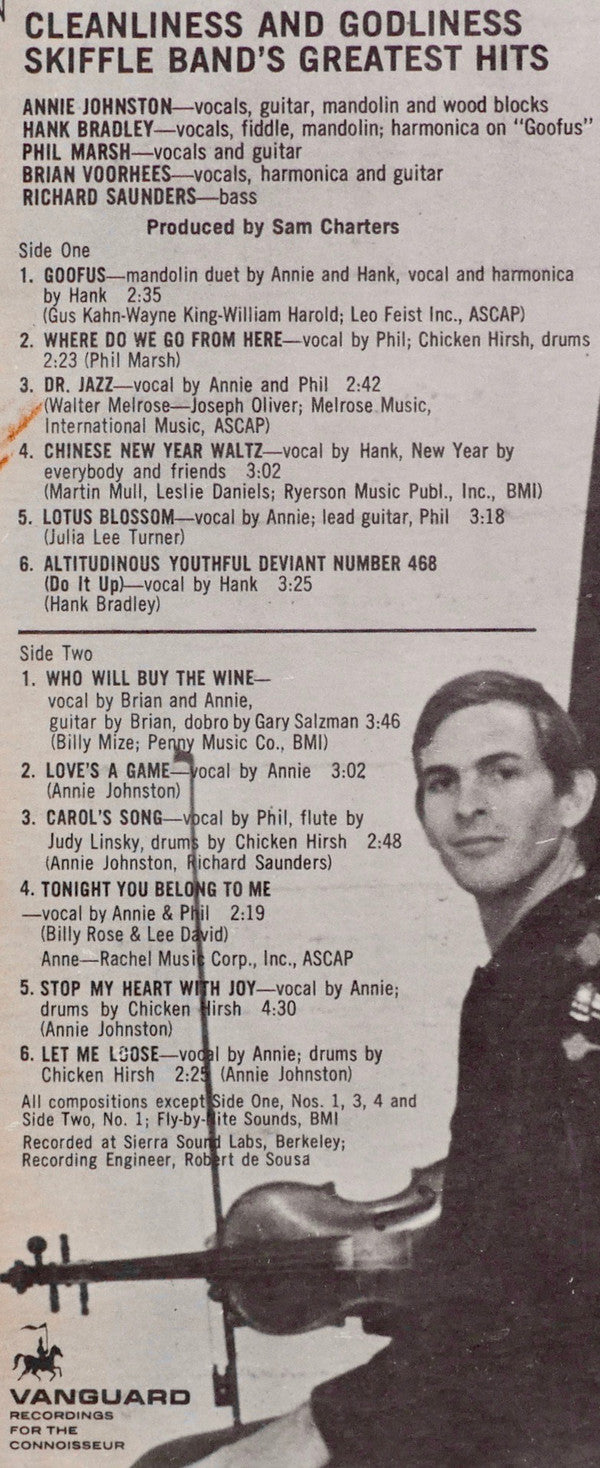 CLEANLINESS AND GODLINESS
SKIFFLE BAND'S GREATEST HITS
ANNIE JOHNSTON—vocals, guitar, mandolin and wood blocks
HANK BRADLEY—vocals, fiddle, mandolin; harmonica on "Goofus"
PHIL MARSH—vocals and guitar
BRIAN VOORHEES—vocals, harmonica and guitar
RICHARD SAUNDERS—bass
Produced by Sam Charters
Side One
1. GOOFUS—mandolin duet by Annie and Hank, vocal and harmonica
by Hank 2:35
(Gus Kahn-Wayne King-William Harold; Leo Feist Inc., ASCAP)
2. WHERE DO WE GO FROM HERE—vocal by Phil; Chicken Hirsh, drums
2:23 (Phil Marsh)
3. DR. JAZZ—vocal by Annie and Phil 2:42
(Walter Melrose—Joseph Oliver; Melrose Music,
International Music, ASCAP)
4. CHINESE NEW YEAR WALTZ—vocal by Hank, New Year by
everybody and friends 3:02
(Martin Mull, Leslie Daniels; Ryerson Music Publ., Inc., BMI)
5. LOTUS BLOSSOM—vocal by Annie; lead guitar, Phil 3:18
(Julia Lee Turner)
6. ALTITUDINOUS YOUTHFUL DEVIANT NUMBER 468
(Do It Up)—vocal by Hank 3:25
(Hank Bradley)
Side Two
1. WHO WILL BUY THE WINE—
vocal by Brian and Annie,
guitar by Brian, dobro by Gary Salzman 3:46
(Billy Mize; Penny Music Co., BMI)
2. LOVE'S A GAME—vocal by Annie 3:02
(Annie Johnston)
3. CAROL'S SONG—vocal by Phil, flute by
Judy Linsky, drums by Chicken Hirsh 2:48
(Annie Johnston, Richard Saunders)
4. TONIGHT YOU BELONG TO ME
—vocal by Annie & Phil 2:19
(Billy Rose & Lee David)
Anne—Rachel Music Corp., Inc., ASCAP
5. STOP MY HEART WITH JOY—vocal by Annie;
drums by Chicken Hirsh 4:30
(Annie Johnston)
6. LET ME LOOSE—vocal by Annie; drums by
Chicken Hirsh 2:25 (Annie Johnston)
All compositions except Side One, Nos. 1, 3, 4 and
Side Two, No. 1; Fly-by-Nite Sounds, BMI
Recorded at Sierra Sound Labs, Berkeley;
Recording Engineer, Robert de Sousa
VANGUARD
RECORDINGS
FOR THE
CONNOISSEUR